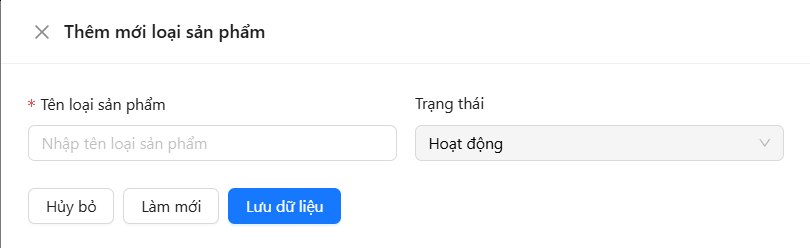 Thêm mới loại sản phẩm
* Tên loại sản phẩm
Trạng thái
Nhập tên loại sản phẩm
Hoạt động
Hủy bỏ
Làm mới
Lưu dữ liệu